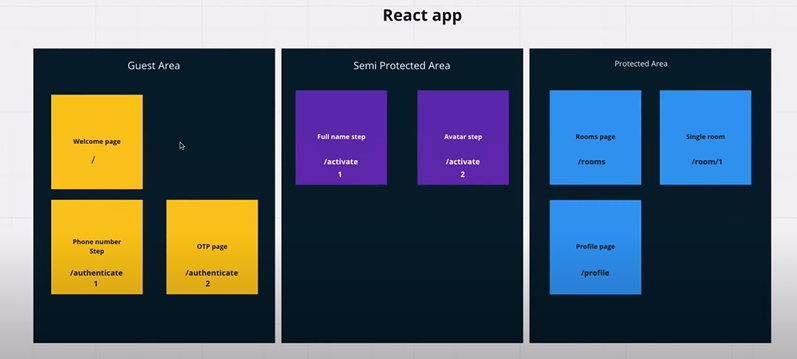 React app
Guest Area
Welcome page
/
Phone number
Step
/authenticate
1
OTP page
/authenticate
2
Semi Protected Area
Full name step
/activate
1
Avatar step
/activate
2
Protected Area
Rooms page
/rooms
Single room
/room/1
Profile page
/profile